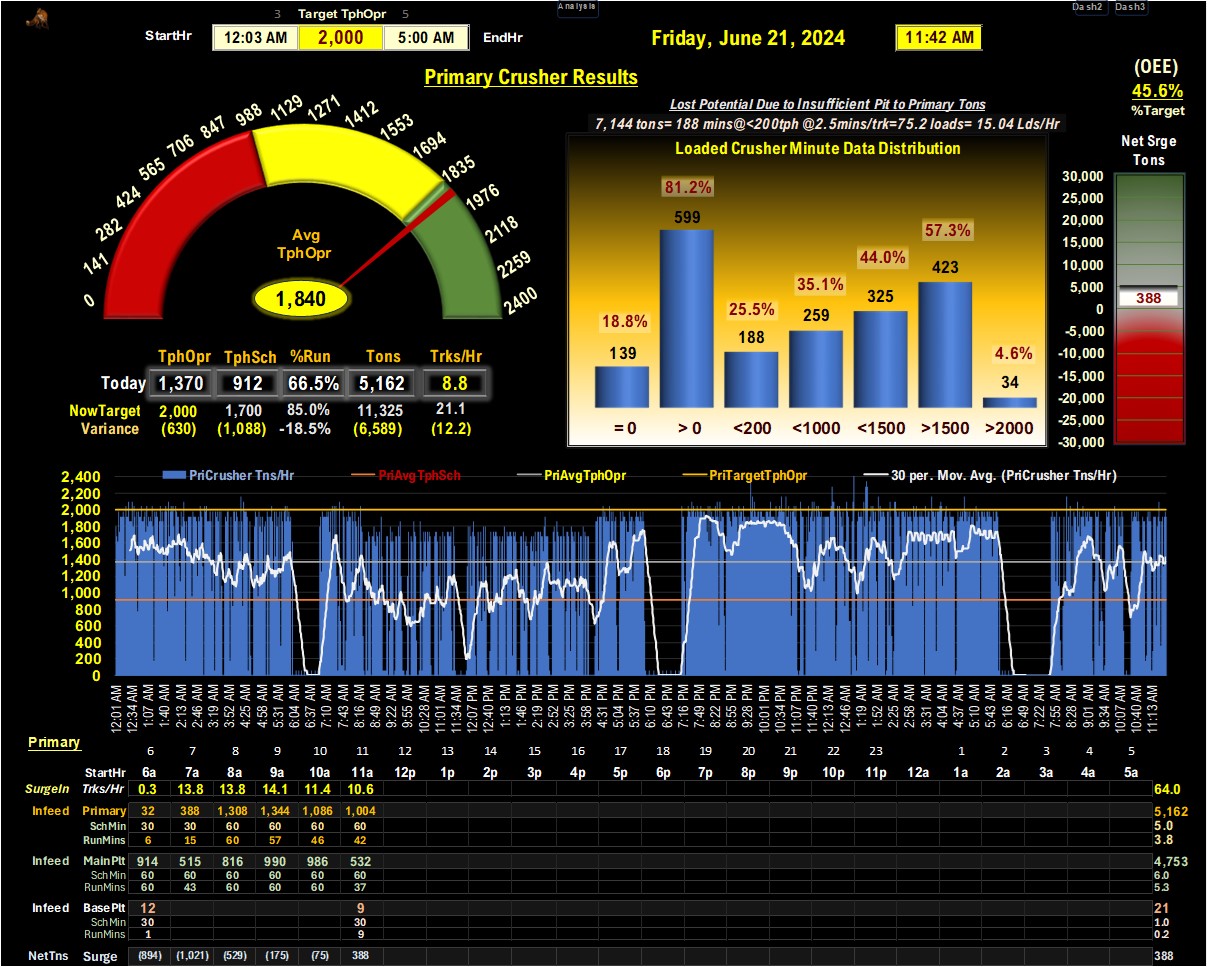 3 Target TphOpr 5
Analysis
Dash2 Dash3
StartHr 12:03 AM 2,000 5:00 AM EndHr
Friday, June 21, 2024
11:42 AM
Primary Crusher Results
(OEE)
45.6%
%Target
Lost Potential Due to Insufficient Pit to Primary Tons
7,144 tons= 188 mins@<200tph @2.5mins/trk=75.2 loads= 15.04 Lds/Hr
0 141 282 424 565 706 847 988 1129 1271 1412 1553 1694 1835 1976 2118 2259 2400
Avg
TphOpr
1,840
Loaded Crusher Minute Data Distribution
18.8% 81.2% 25.5% 35.1% 44.0% 57.3% 4.6%
139 599 188 259 325 423 34
= 0 > 0 <200 <1000 <1500 >1500 >2000
Net Srge
Tons
30,000
25,000
20,000
15,000
10,000
5,000
0
-5,000
-10,000
-15,000
-20,000
-25,000
-30,000
388
TphOpr TphSch %Run Tons Trks/Hr
Today 1,370 912 66.5% 5,162 8.8
NowTarget 2,000 1,700 85.0% 11,325 21.1
Variance (630) (1,088) -18.5% (6,589) (12.2)
PriCrusher Tns/Hr PriAvgTphSch PriAvgTphOpr PriTargetTphOpr 30 per. Mov. Avg. (PriCrusher Tns/Hr)
2,400
2,200
2,000
1,800
1,600
1,400
1,200
1,000
800
600
400
200
0
12:01 AM 12:34 AM 1:07 AM 1:40 AM 2:13 AM 2:46 AM 3:19 AM 3:52 AM 4:25 AM 4:58 AM 5:31 AM 6:04 AM 6:37 AM 7:10 AM 7:43 AM 8:16 AM 8:49 AM 9:22 AM 9:55 AM 10:28 AM 11:01 AM 11:34 AM 12:07 PM 12:40 PM 1:13 PM 1:46 PM 2:19 PM 2:52 PM 3:25 PM 3:58 PM 4:31 PM 5:04 PM 5:37 PM 6:10 PM 6:43 PM 7:16 PM 7:49 PM 8:22 PM 8:55 PM 9:28 PM 10:01 PM 10:34 PM 11:07 PM 11:40 PM 12:13 AM 12:46 AM 1:19 AM 1:52 AM 2:25 AM 2:58 AM 3:31 AM 4:04 AM 4:37 AM 5:10 AM 5:43 AM 6:16 AM 6:49 AM 7:22 AM 7:55 AM 8:28 AM 9:01 AM 9:34 AM 10:07 AM 10:40 AM 11:13 AM
Primary
6 7 8 9 10 11 12 13 14 15 16 17 18 19 20 21 22 23 1 2 3 4 5
StartHr 6a 7a 8a 9a 10a 11a 12p 1p 2p 3p 4p 5p 6p 7p 8p 9p 10p 11p 12a 1a 2a 3a 4a 5a
SurgeIn Trks/Hr 0.3 13.8 13.8 14.1 11.4 10.6 64.0
Infeed Primary 32 388 1,308 1,344 1,086 1,004 5,162
SchMin 30 30 60 60 60 60 5.0
RunMins 6 15 60 57 46 42 3.8
Infeed MainPlt 914 515 816 990 986 532 4,753
SchMin 60 60 60 60 60 60 6.0
RunMins 60 43 60 60 60 37 5.3
Infeed BasePlt 12 9 21
SchMin 30 30 1.0
RunMins 1 9 0.2
NetTns Surge (894) (1,021) (529) (175) (75) 388 388